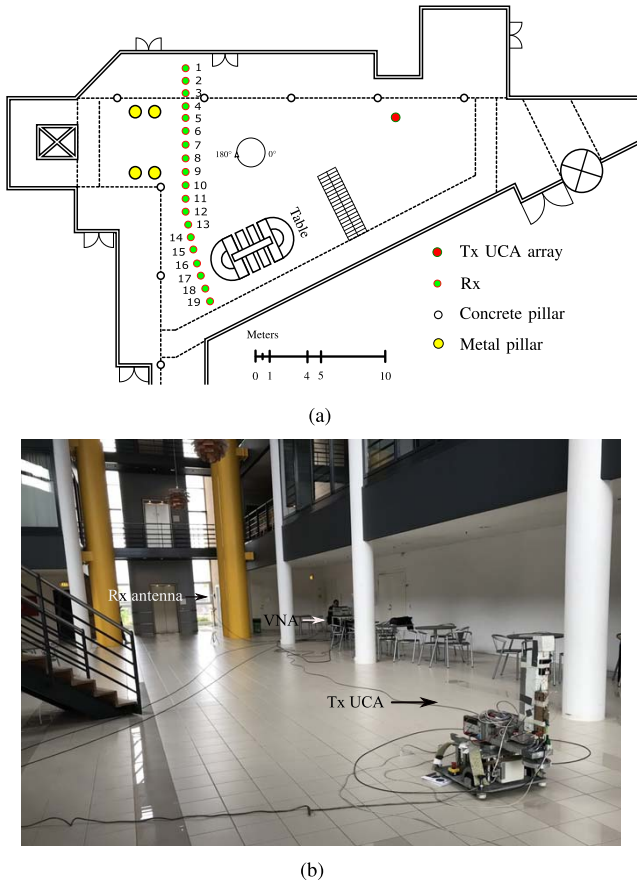 1
2
3
4
5
6
7
8
9
10
11
12
13
14
15
16
17
18
19
180° 0°
Table
Tx UCA array
Rx
Concrete pillar
Metal pillar
Meters
0 1 4 5 10
(a)
Rx antenna
VNA
Tx UCA
(b)